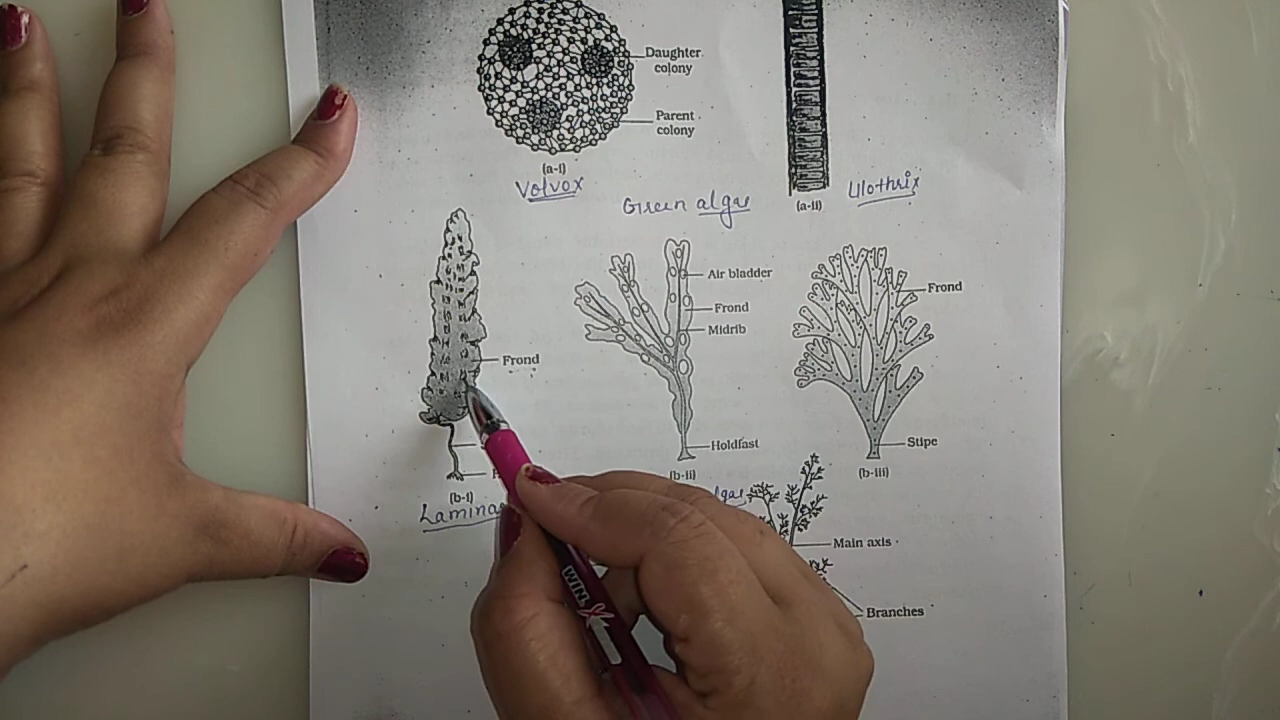 Daughter
colony
Parent
colony
(a-i)
Volvox
(a-ii)
Ulothrix
Green algae
Air bladder
Frond
Midrib
Frond
Frond
Holdfast
Stipe
(b-i)
(b-ii)
(b-iii)
Main axis
Branches
WIN X